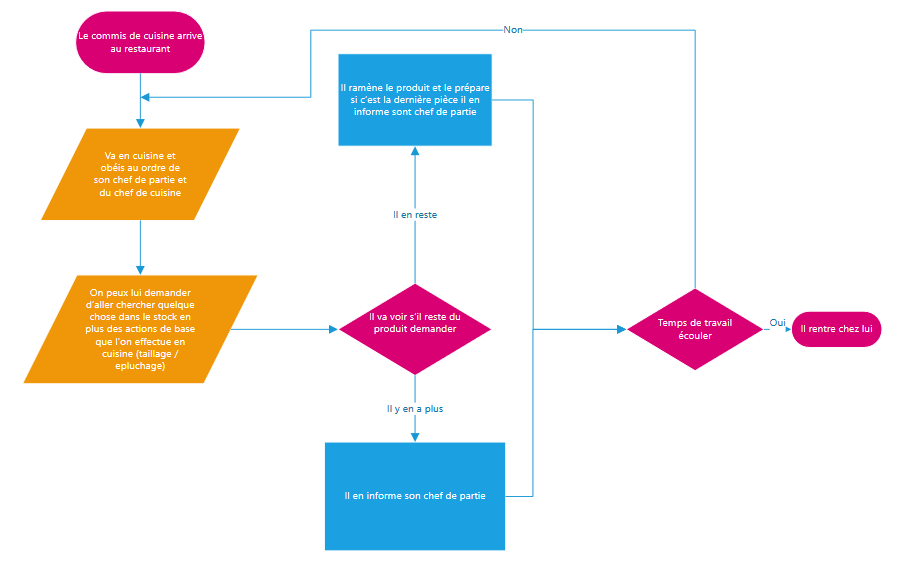 Le commis de cuisine arrive
au restaurant
Non
Il ramène le produit et le prépare
si c'est la dernière pièce il en
informe sont chef de partie
Va en cuisine et
obéis au ordre de
son chef de partie et
du chef de cuisine
Il en reste
On peux lui demander
d'aller chercher quelque
chose dans le stock en
plus des actions de base
que l'on effectue en
cuisine (taillage /
epluchage)
Il va voir s'il reste du
produit demander
Temps de travail
écouler
Oui
Il rentre chez lui
Il y en a plus
Il en informe son chef de partie